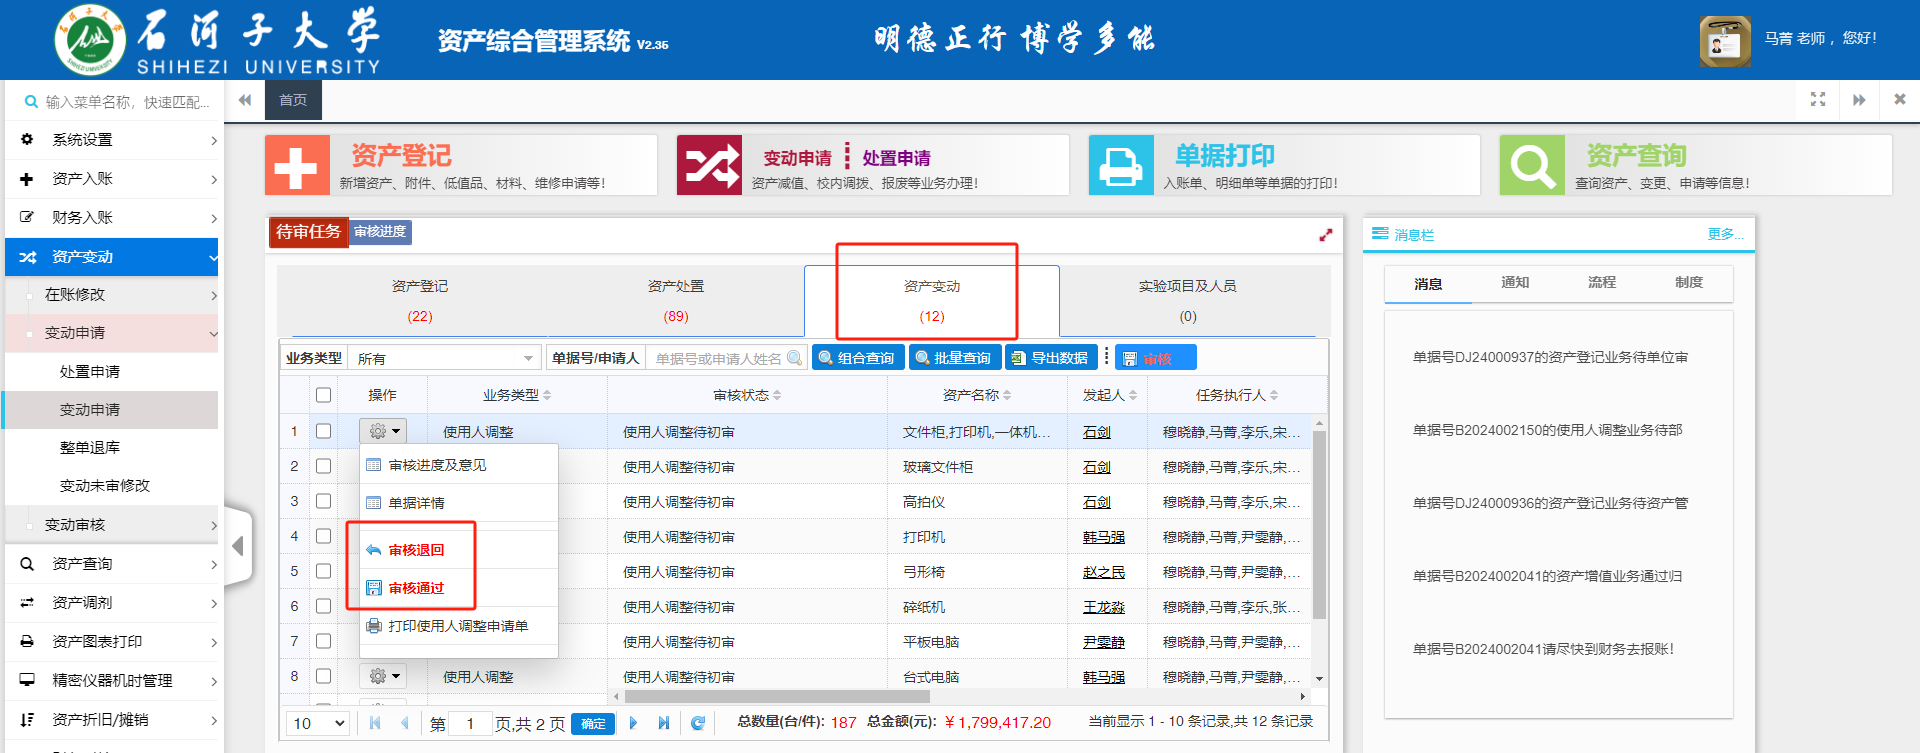 石河子大学
SHIHEZI UNIVERSITY
资产综合管理系统 V2.35
明德正行 博学多能
马菁 老师 ，您好！
输入菜单名称，快速匹配...
首页
系统设置
资产入账
财务入账
资产变动
在账修改
变动申请
处置申请
变动申请
整单退库
变动未审修改
变动审核
资产查询
资产调剂
资产图表打印
精密仪器机时管理
资产折旧/摊销
资产登记
新增资产、附件、低值品、材料、维修申请等！
变动申请 处置申请
资产减值、校内调拨、报废等业务办理！
单据打印
入账单、明细单等单据的打印！
资产查询
查询资产、变更、申请等信息！
待审任务 审核进度
资产登记 资产处置 资产变动 实验项目及人员
(22) (89) (12) (0)
业务类型 所有 单据号/申请人 单据号或申请人姓名 组合查询 批量查询 导出数据 审核
操作 业务类型 审核状态 资产名称 发起人 任务执行人
1 使用人调整 使用人调整待初审 文件柜,打印机,一体机... 石剑 穆晓静,马菁,李乐,宋...
2 使用人调整待初审 玻璃文件柜 石剑 穆晓静,马菁,李乐,宋...
3 使用人调整待初审 高拍仪 石剑 穆晓静,马菁,李乐,宋...
4 使用人调整待初审 打印机 韩马强 穆晓静,马菁,尹雯静,...
5 使用人调整待初审 弓形椅 赵之民 穆晓静,马菁,尹雯静,...
6 使用人调整待初审 碎纸机 王龙淼 穆晓静,马菁,李乐,张...
7 使用人调整待初审 平板电脑 尹雯静 穆晓静,马菁,尹雯静,...
8 使用人调整 使用人调整待初审 台式电脑 韩马强 穆晓静,马菁,尹雯静,...
审核进度及意见
单据详情
审核退回
审核通过
打印使用人调整申请单
10 第 1 页,共 2 页 确定 总数量(台/件): 187 总金额(元): ￥1,799,417.20 当前显示 1 - 10 条记录,共 12 条记录
消息栏 更多...
消息 通知 流程 制度
单据号DJ24000937的资产登记业务待单位审
单据号B2024002150的使用人调整业务待部
单据号DJ24000936的资产登记业务待资产管
单据号B2024002041的资产增值业务通过归
单据号B2024002041请尽快到财务去报账！